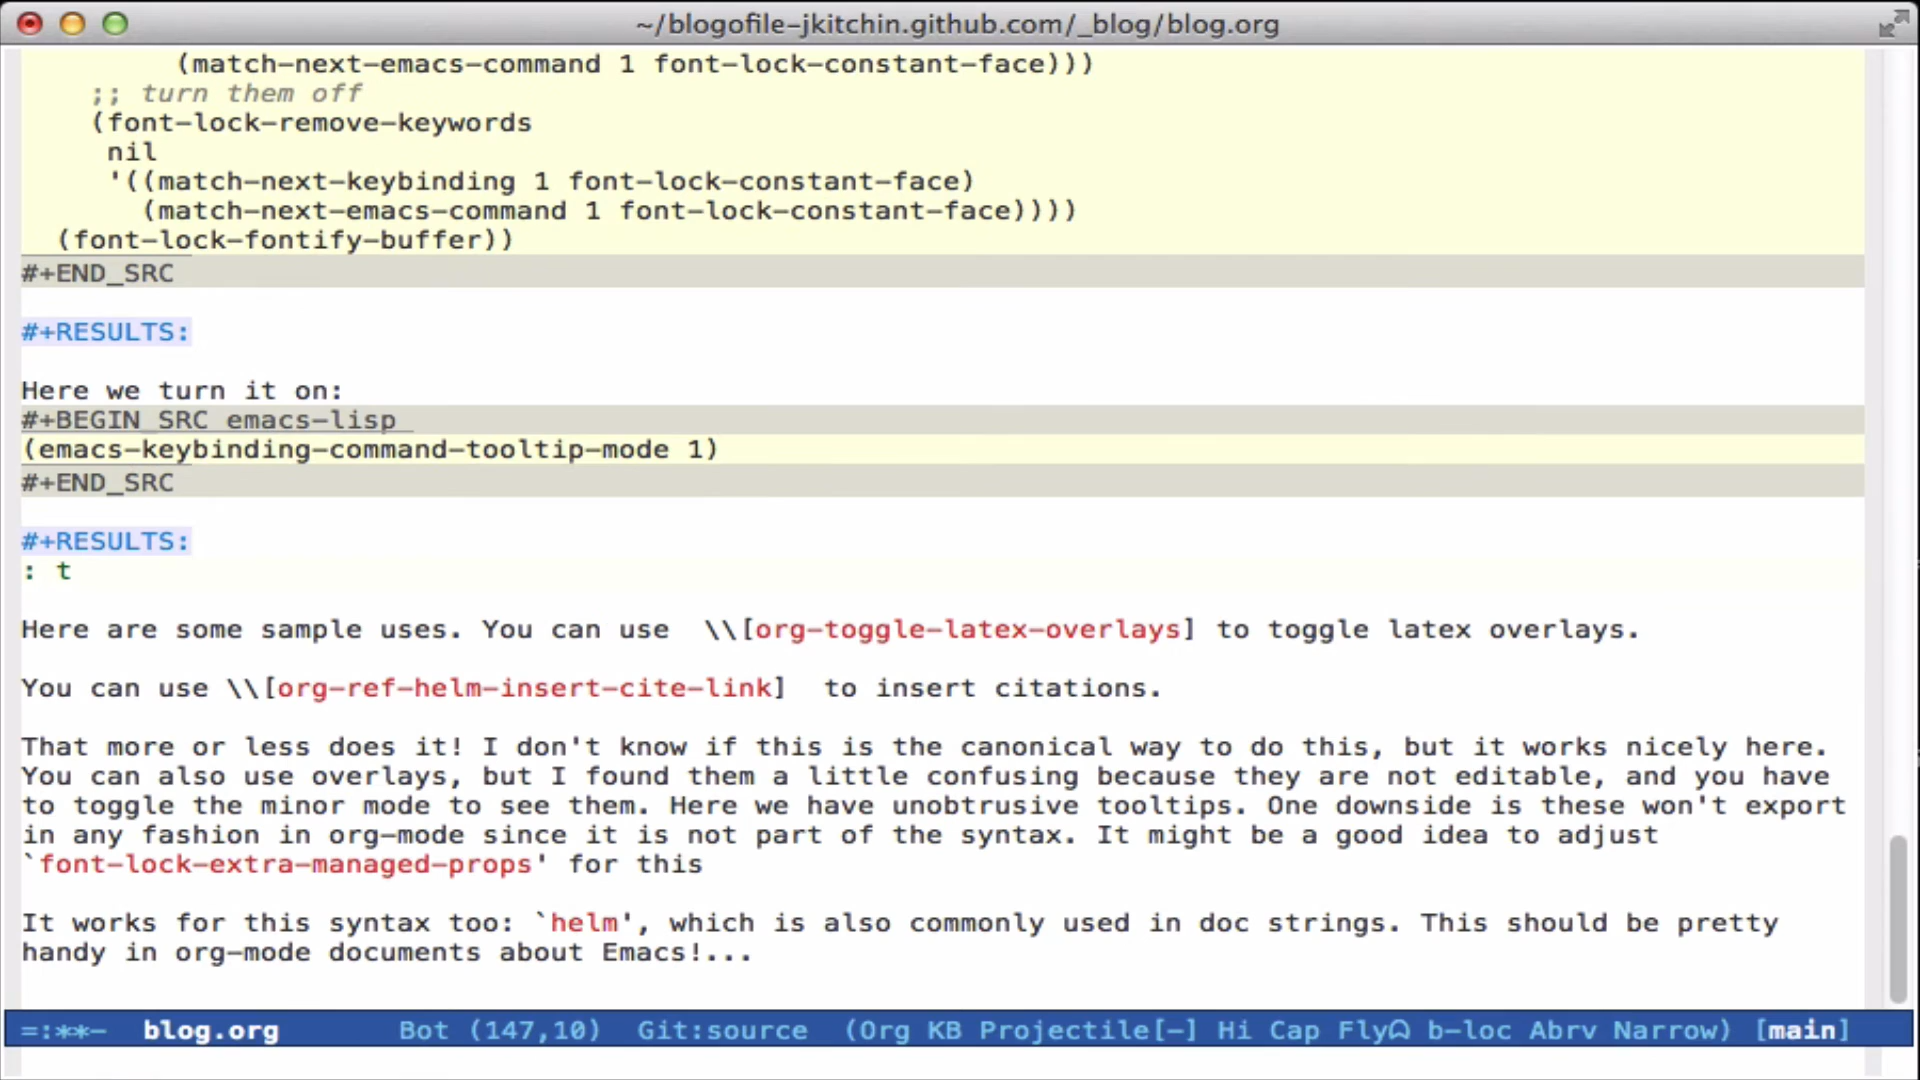 ~/blogofile-jkitchin.github.com/_blog/blog.org
(match-next-emacs-command 1 font-lock-constant-face)))
;; turn them off
(font-lock-remove-keywords
nil
'((match-next-keybinding 1 font-lock-constant-face)
(match-next-emacs-command 1 font-lock-constant-face))))
(font-lock-fontify-buffer))
#+END_SRC
#+RESULTS:
Here we turn it on:
#+BEGIN_SRC emacs-lisp
(emacs-keybinding-command-tooltip-mode 1)
#+END_SRC
#+RESULTS:
: t
Here are some sample uses. You can use  \\[org-toggle-latex-overlays] to toggle latex overlays.
You can use \\[org-ref-helm-insert-cite-link]  to insert citations.
That more or less does it! I don't know if this is the canonical way to do this, but it works nicely here.
You can also use overlays, but I found them a little confusing because they are not editable, and you have
to toggle the minor mode to see them. Here we have unobtrusive tooltips. One downside is these won't export
in any fashion in org-mode since it is not part of the syntax. It might be a good idea to adjust
`font-lock-extra-managed-props' for this
It works for this syntax too: `helm', which is also commonly used in doc strings. This should be pretty
handy in org-mode documents about Emacs!...
=:**-  blog.org  Bot (147,10)  Git:source  (Org KB Projectile[-] Hi Cap Flyᗣ b-loc Abrv Narrow) [main]